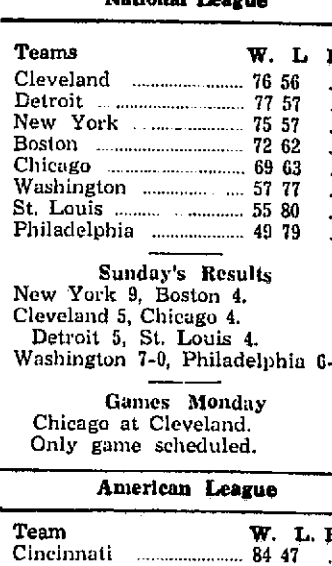 National League
Teams W. L
Cleveland 76 56
Detroit 77 57
New York 75 57
Boston 72 62
Chicago 69 63
Washington 57 77
St. Louis 55 80
Philadelphia 49 79
Sunday's Results
New York 9, Boston 4.
Cleveland 5, Chicago 4.
Detroit 5, St. Louis 4.
Washington 7-0, Philadelphia 6-
Games Monday
Chicago at Cleveland.
Only game scheduled.
American League
Team W. L.
Cincinnati 84 47